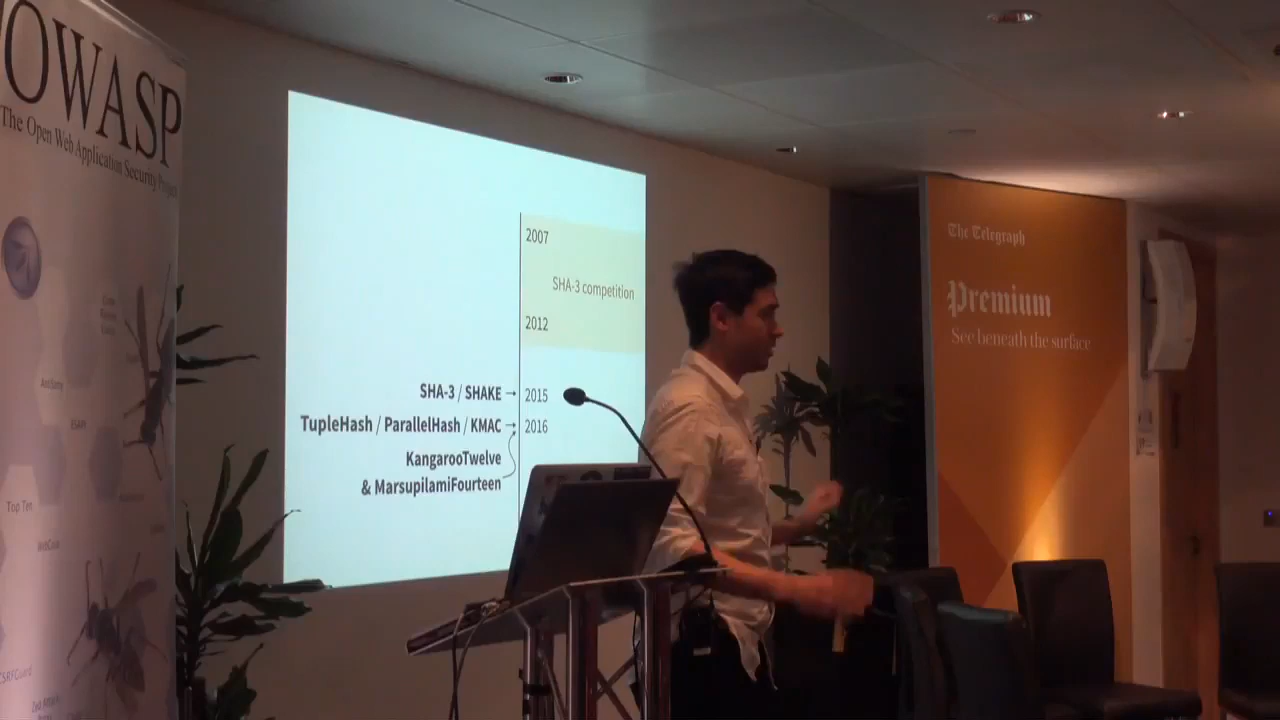 OWASP
The Open Web Application Security Project
Top Ten
2007
SHA-3 competition
2012
SHA-3 / SHAKE → 2015
TupleHash / ParallelHash / KMAC → 2016
KangarooTwelve
& MarsupilamiFourteen
The Telegraph
Premium
See beneath the surface